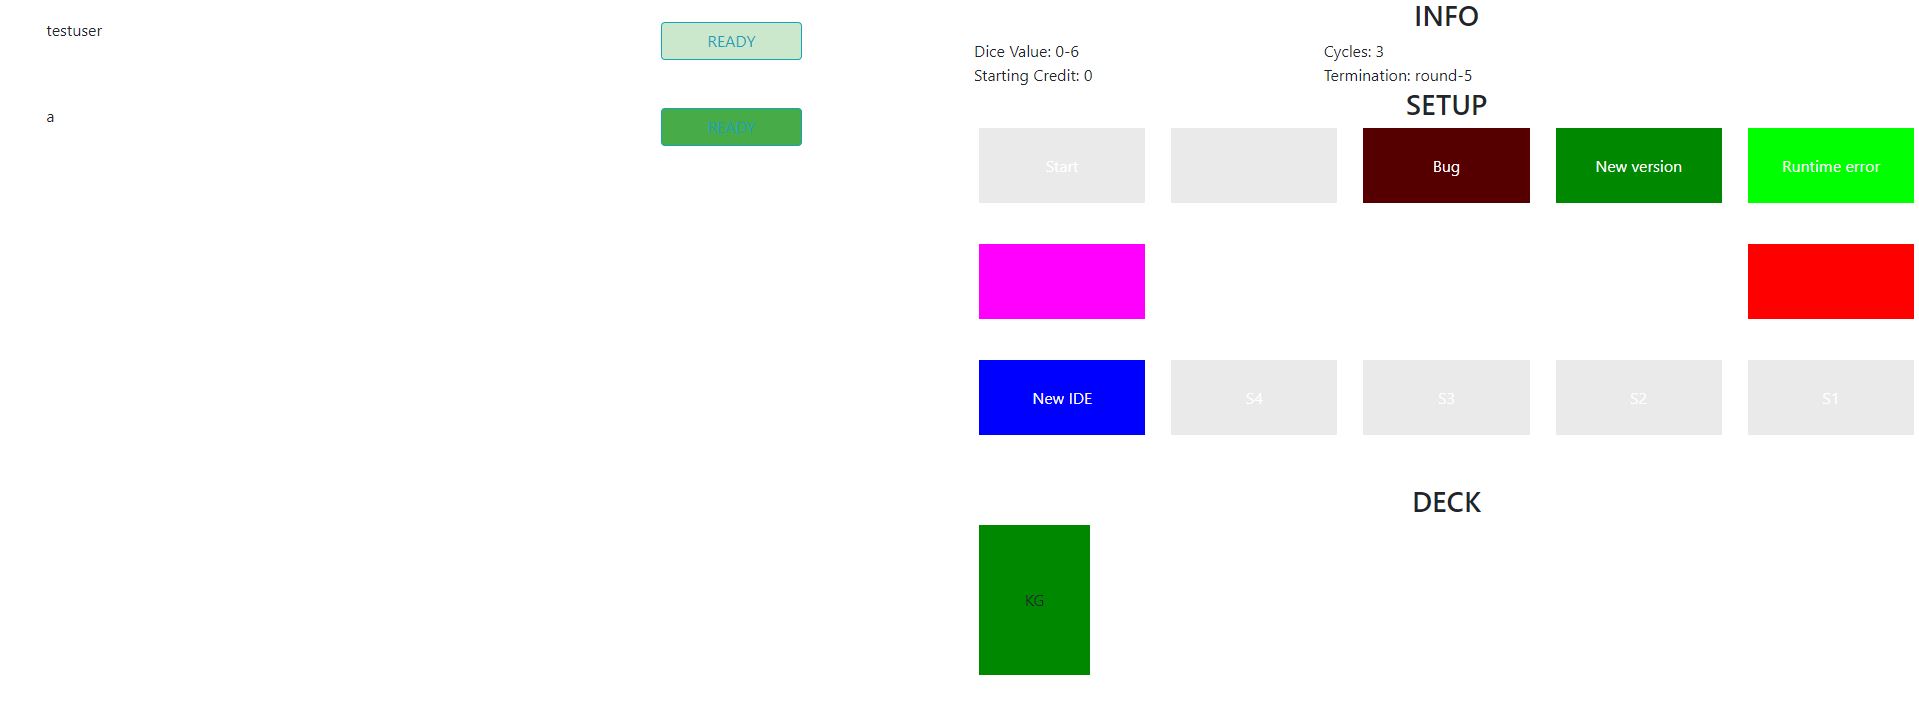 testuser
READY
a
READY
INFO
Dice Value: 0-6
Cycles: 3
Starting Credit: 0
Termination: round-5
SETUP
Start
Bug
New version
Runtime error
New IDE
S4
S3
S2
S1
DECK
KG